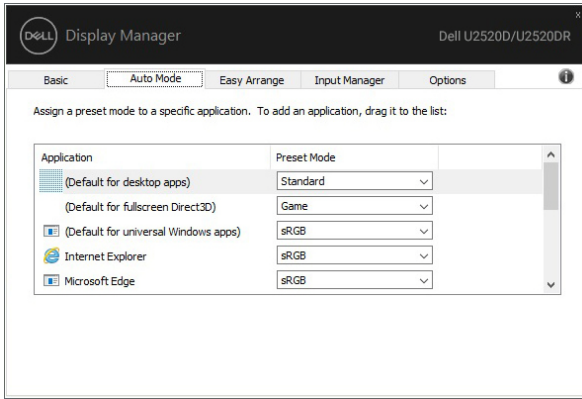 DELL Display Manager Dell U2520D/U2520DR
Basic Auto Mode Easy Arrange Input Manager Options
Assign a preset mode to a specific application. To add an application, drag it to the list:
Application Preset Mode
(Default for desktop apps) Standard
(Default for fullscreen Direct3D) Game
(Default for universal Windows apps) sRGB
Internet Explorer sRGB
Microsoft Edge sRGB